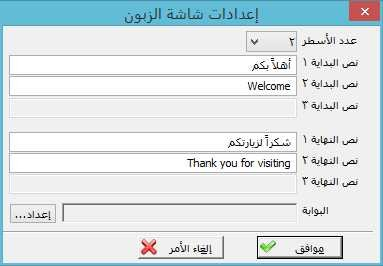 إعدادات شاشة الزبون
عدد الأسطر ٢
نص البداية ١ أهلاً بكم
نص البداية ٢ Welcome
نص البداية ٣
نص النهاية ١ شكراً لزيارتكم
نص النهاية ٢ Thank you for visiting
نص النهاية ٣
البوابة إعداد...
موافق إلغاء الأمر